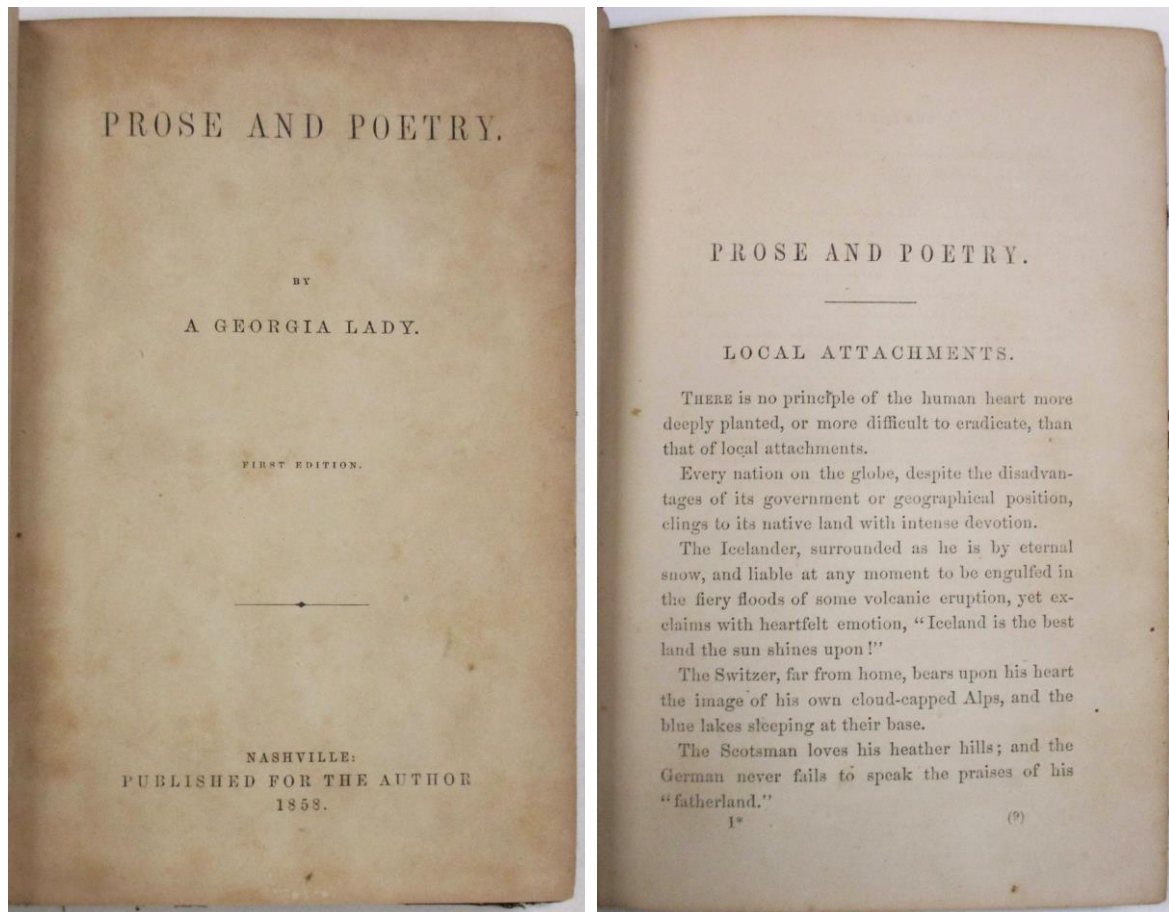 PROSE AND POETRY.
BY
A GEORGIA LADY.
FIRST EDITION.
NASHVILLE:
PUBLISHED FOR THE AUTHOR
1858.
PROSE AND POETRY.
LOCAL ATTACHMENTS.
THERE is no principle of the human heart more
deeply planted, or more difficult to eradicate, than
that of local attachments.
Every nation on the globe, despite the disadvan-
tages of its government or geographical position,
clings to its native land with intense devotion.
The Icelander, surrounded as he is by eternal
snow, and liable at any moment to be engulfed in
the fiery floods of some volcanic eruption, yet ex-
claims with heartfelt emotion, "Iceland is the best
land the sun shines upon!"
The Switzer, far from home, bears upon his heart
the image of his own cloud-capped Alps, and the
blue lakes sleeping at their base.
The Scotsman loves his heather hills; and the
German never fails to speak the praises of his
"fatherland."
1* (9)